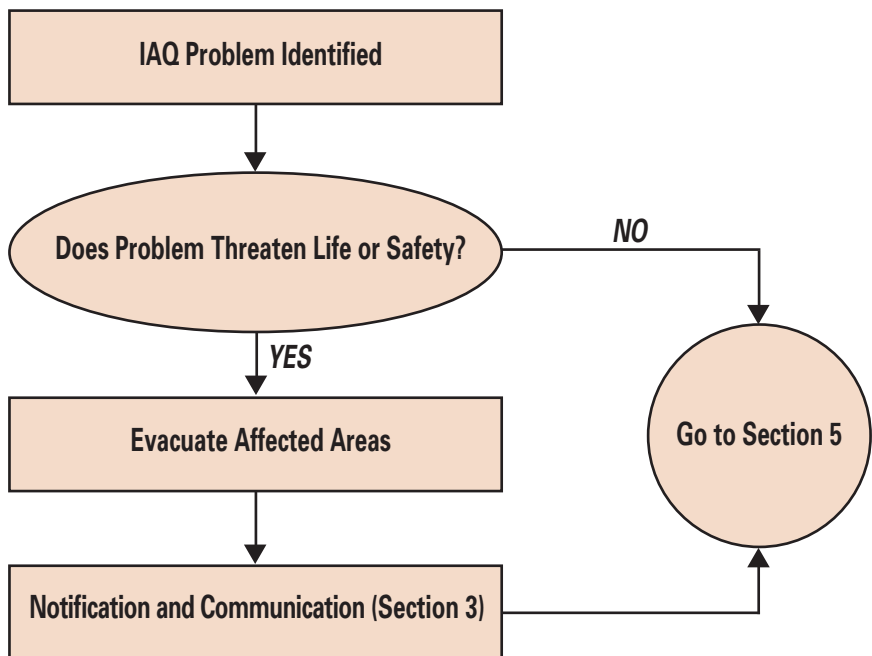 IAQ Problem Identified
Does Problem Threaten Life or Safety?
NO
YES
Evacuate Affected Areas
Go to Section 5
Notification and Communication (Section 3)